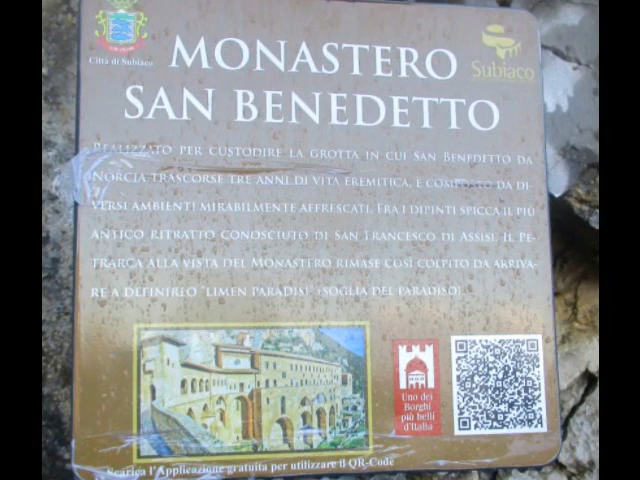 Città di Subiaco
Subiaco
MONASTERO
SAN BENEDETTO
REALIZZATO PER CUSTODIRE LA GROTTA IN CUI SAN BENEDETTO DA
NORCIA TRASCORSE TRE ANNI DI VITA EREMITICA, È COMPOSTO DA DI-
VERSI AMBIENTI MIRABILMENTE AFFRESCATI. FRA I DIPINTI SPICCA IL PIÙ
ANTICO RITRATTO CONOSCIUTO DI SAN FRANCESCO DI ASSISI. IL PE-
TRARCA ALLA VISTA DEL MONASTERO RIMASE COSÌ COLPITO DA ARRIVA-
RE A DEFINIRLO "LIMEN PARADISI" (SOGLIA DEL PARADISO).
Uno dei
Borghi
più belli
d'Italia
Scarica l'Applicazione gratuita per utilizzare il QR-Code